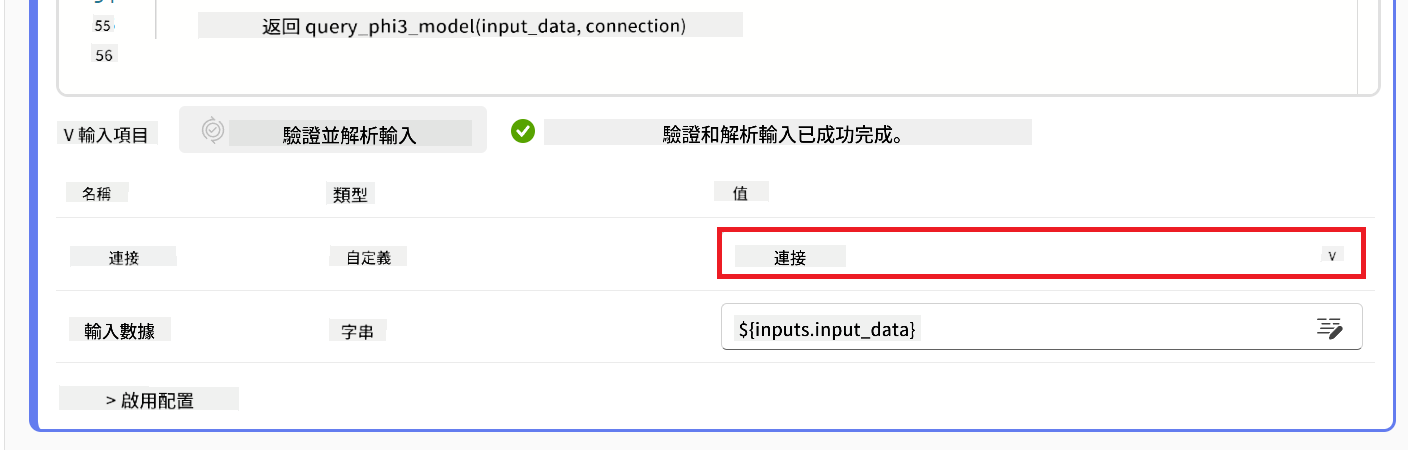 55
返回 query_phi3_model(input_data, connection)
56
V 輸入項目
驗證並解析輸入
驗證和解析輸入已成功完成。
名稱 類型 值
連接 自定義 連接 v
輸入數據 字串 ${inputs.input_data}
> 啟用配置